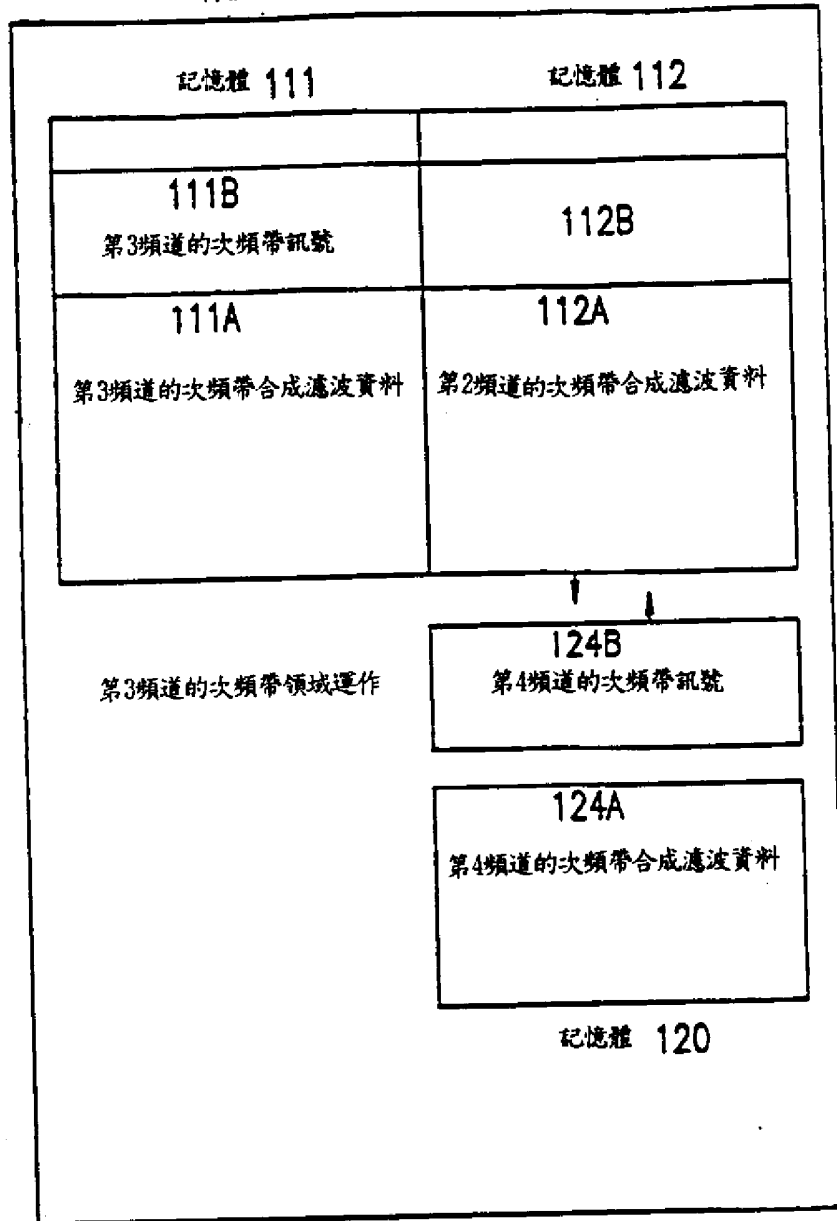 記憶體 111
記憶體 112
111B
第3頻道的次頻帶訊號
112B
111A
第3頻道的次頻帶合成濾波資料
112A
第2頻道的次頻帶合成濾波資料
第3頻道的次頻帶領域運作
124B
第4頻道的次頻帶訊號
124A
第4頻道的次頻帶合成濾波資料
記憶體 120